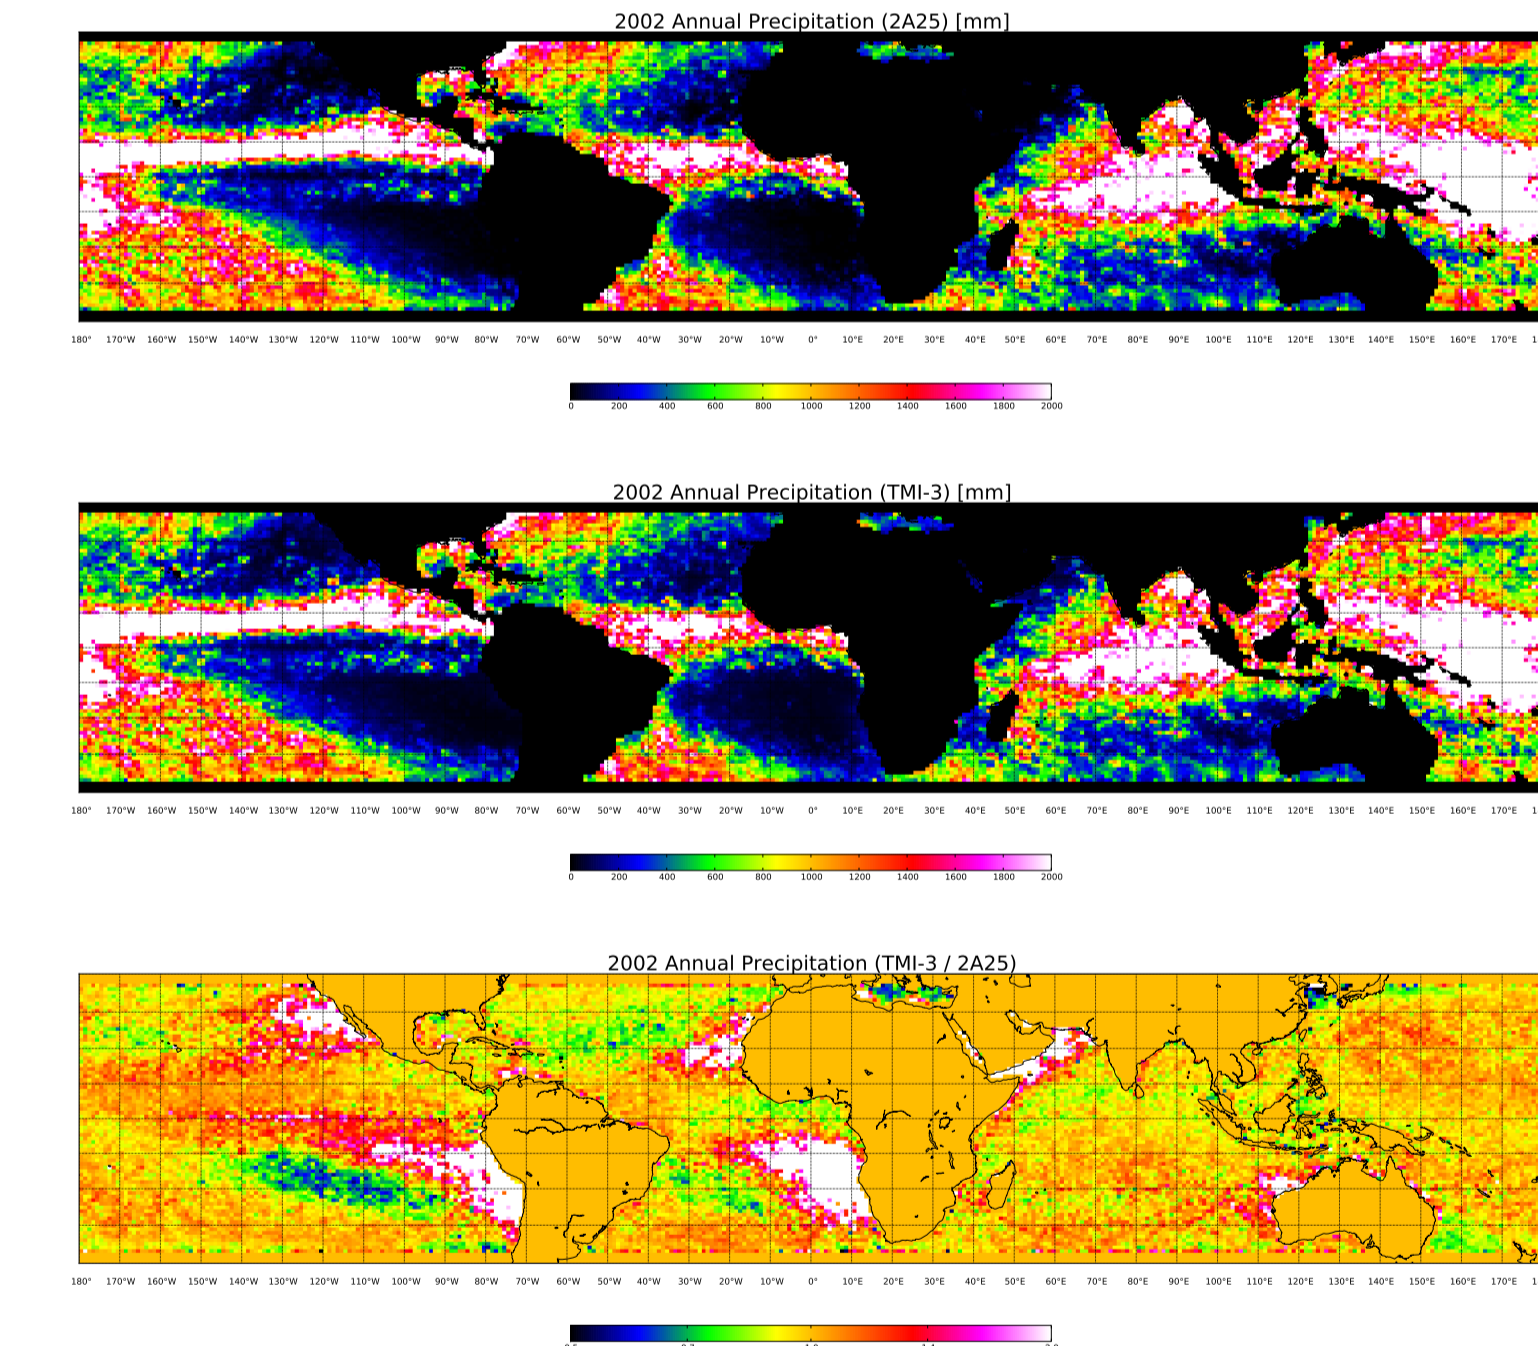 2002 Annual Precipitation (2A25) [mm]
180° 170°W 160°W 150°W 140°W 130°W 120°W 110°W 100°W 90°W 80°W 70°W 60°W 50°W 40°W 30°W 20°W 10°W 0° 10°E 20°E 30°E 40°E 50°E 60°E 70°E 80°E 90°E 100°E 110°E 120°E 130°E 140°E 150°E 160°E 170°E
0 200 400 600 800 1000 1200 1400 1600 1800 2000
2002 Annual Precipitation (TMI-3) [mm]
180° 170°W 160°W 150°W 140°W 130°W 120°W 110°W 100°W 90°W 80°W 70°W 60°W 50°W 40°W 30°W 20°W 10°W 0° 10°E 20°E 30°E 40°E 50°E 60°E 70°E 80°E 90°E 100°E 110°E 120°E 130°E 140°E 150°E 160°E 170°E
0 200 400 600 800 1000 1200 1400 1600 1800 2000
2002 Annual Precipitation (TMI-3 / 2A25)
180° 170°W 160°W 150°W 140°W 130°W 120°W 110°W 100°W 90°W 80°W 70°W 60°W 50°W 40°W 30°W 20°W 10°W 0° 10°E 20°E 30°E 40°E 50°E 60°E 70°E 80°E 90°E 100°E 110°E 120°E 130°E 140°E 150°E 160°E 170°E